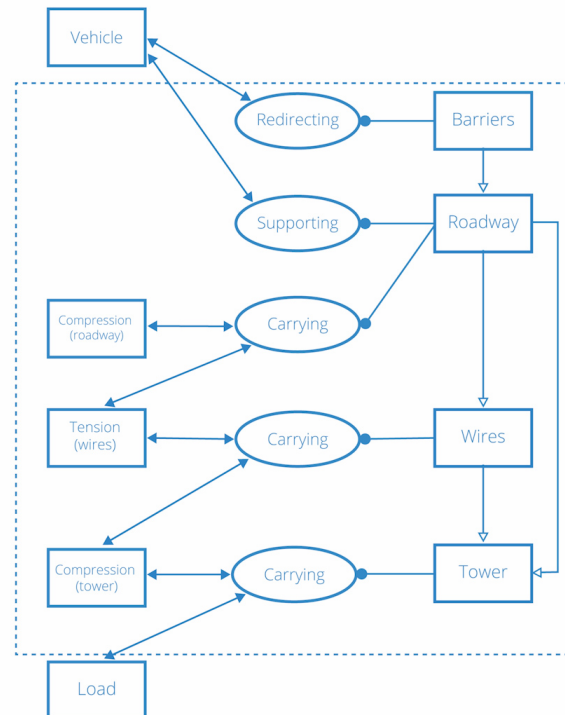 Vehicle
Redirecting
Barriers
Supporting
Roadway
Compression
(roadway)
Carrying
Tension
(wires)
Carrying
Wires
Compression
(tower)
Carrying
Tower
Load